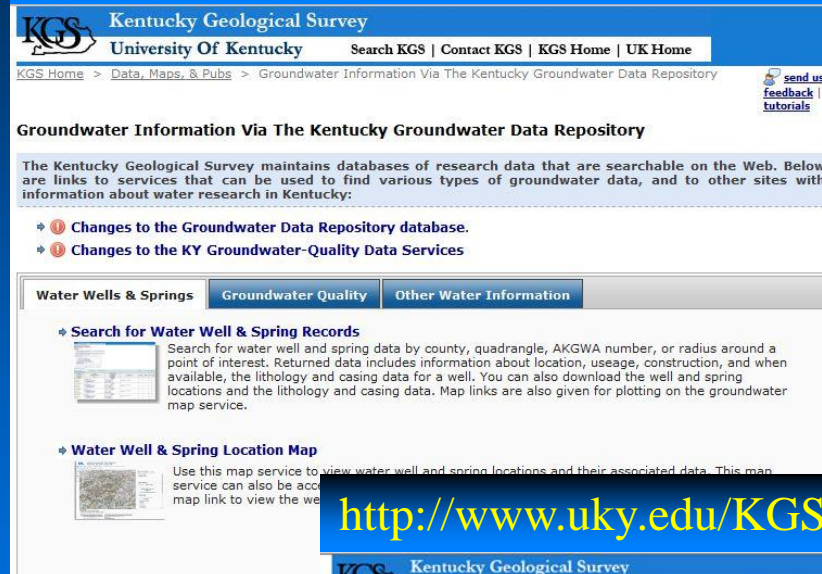 KGS Kentucky Geological Survey
University Of Kentucky Search KGS | Contact KGS | KGS Home | UK Home
KGS Home > Data, Maps, & Pubs > Groundwater Information Via The Kentucky Groundwater Data Repository
send us
feedback |
tutorials
Groundwater Information Via The Kentucky Groundwater Data Repository
The Kentucky Geological Survey maintains databases of research data that are searchable on the Web. Below
are links to services that can be used to find various types of groundwater data, and to other sites with
information about water research in Kentucky:
Changes to the Groundwater Data Repository database.
Changes to the KY Groundwater-Quality Data Services
Water Wells & Springs Groundwater Quality Other Water Information
Search for Water Well & Spring Records
Search for water well and spring data by county, quadrangle, AKGWA number, or radius around a
point of interest. Returned data includes information about location, useage, construction, and when
available, the lithology and casing data for a well. You can also download the well and spring
locations and the lithology and casing data. Map links are also given for plotting on the groundwater
map service.
Water Well & Spring Location Map
Use this map service to view water well and spring locations and their associated data. This map
service can also be acce
map link to view the we
http://www.uky.edu/KGS
KGS Kentucky Geological Survey